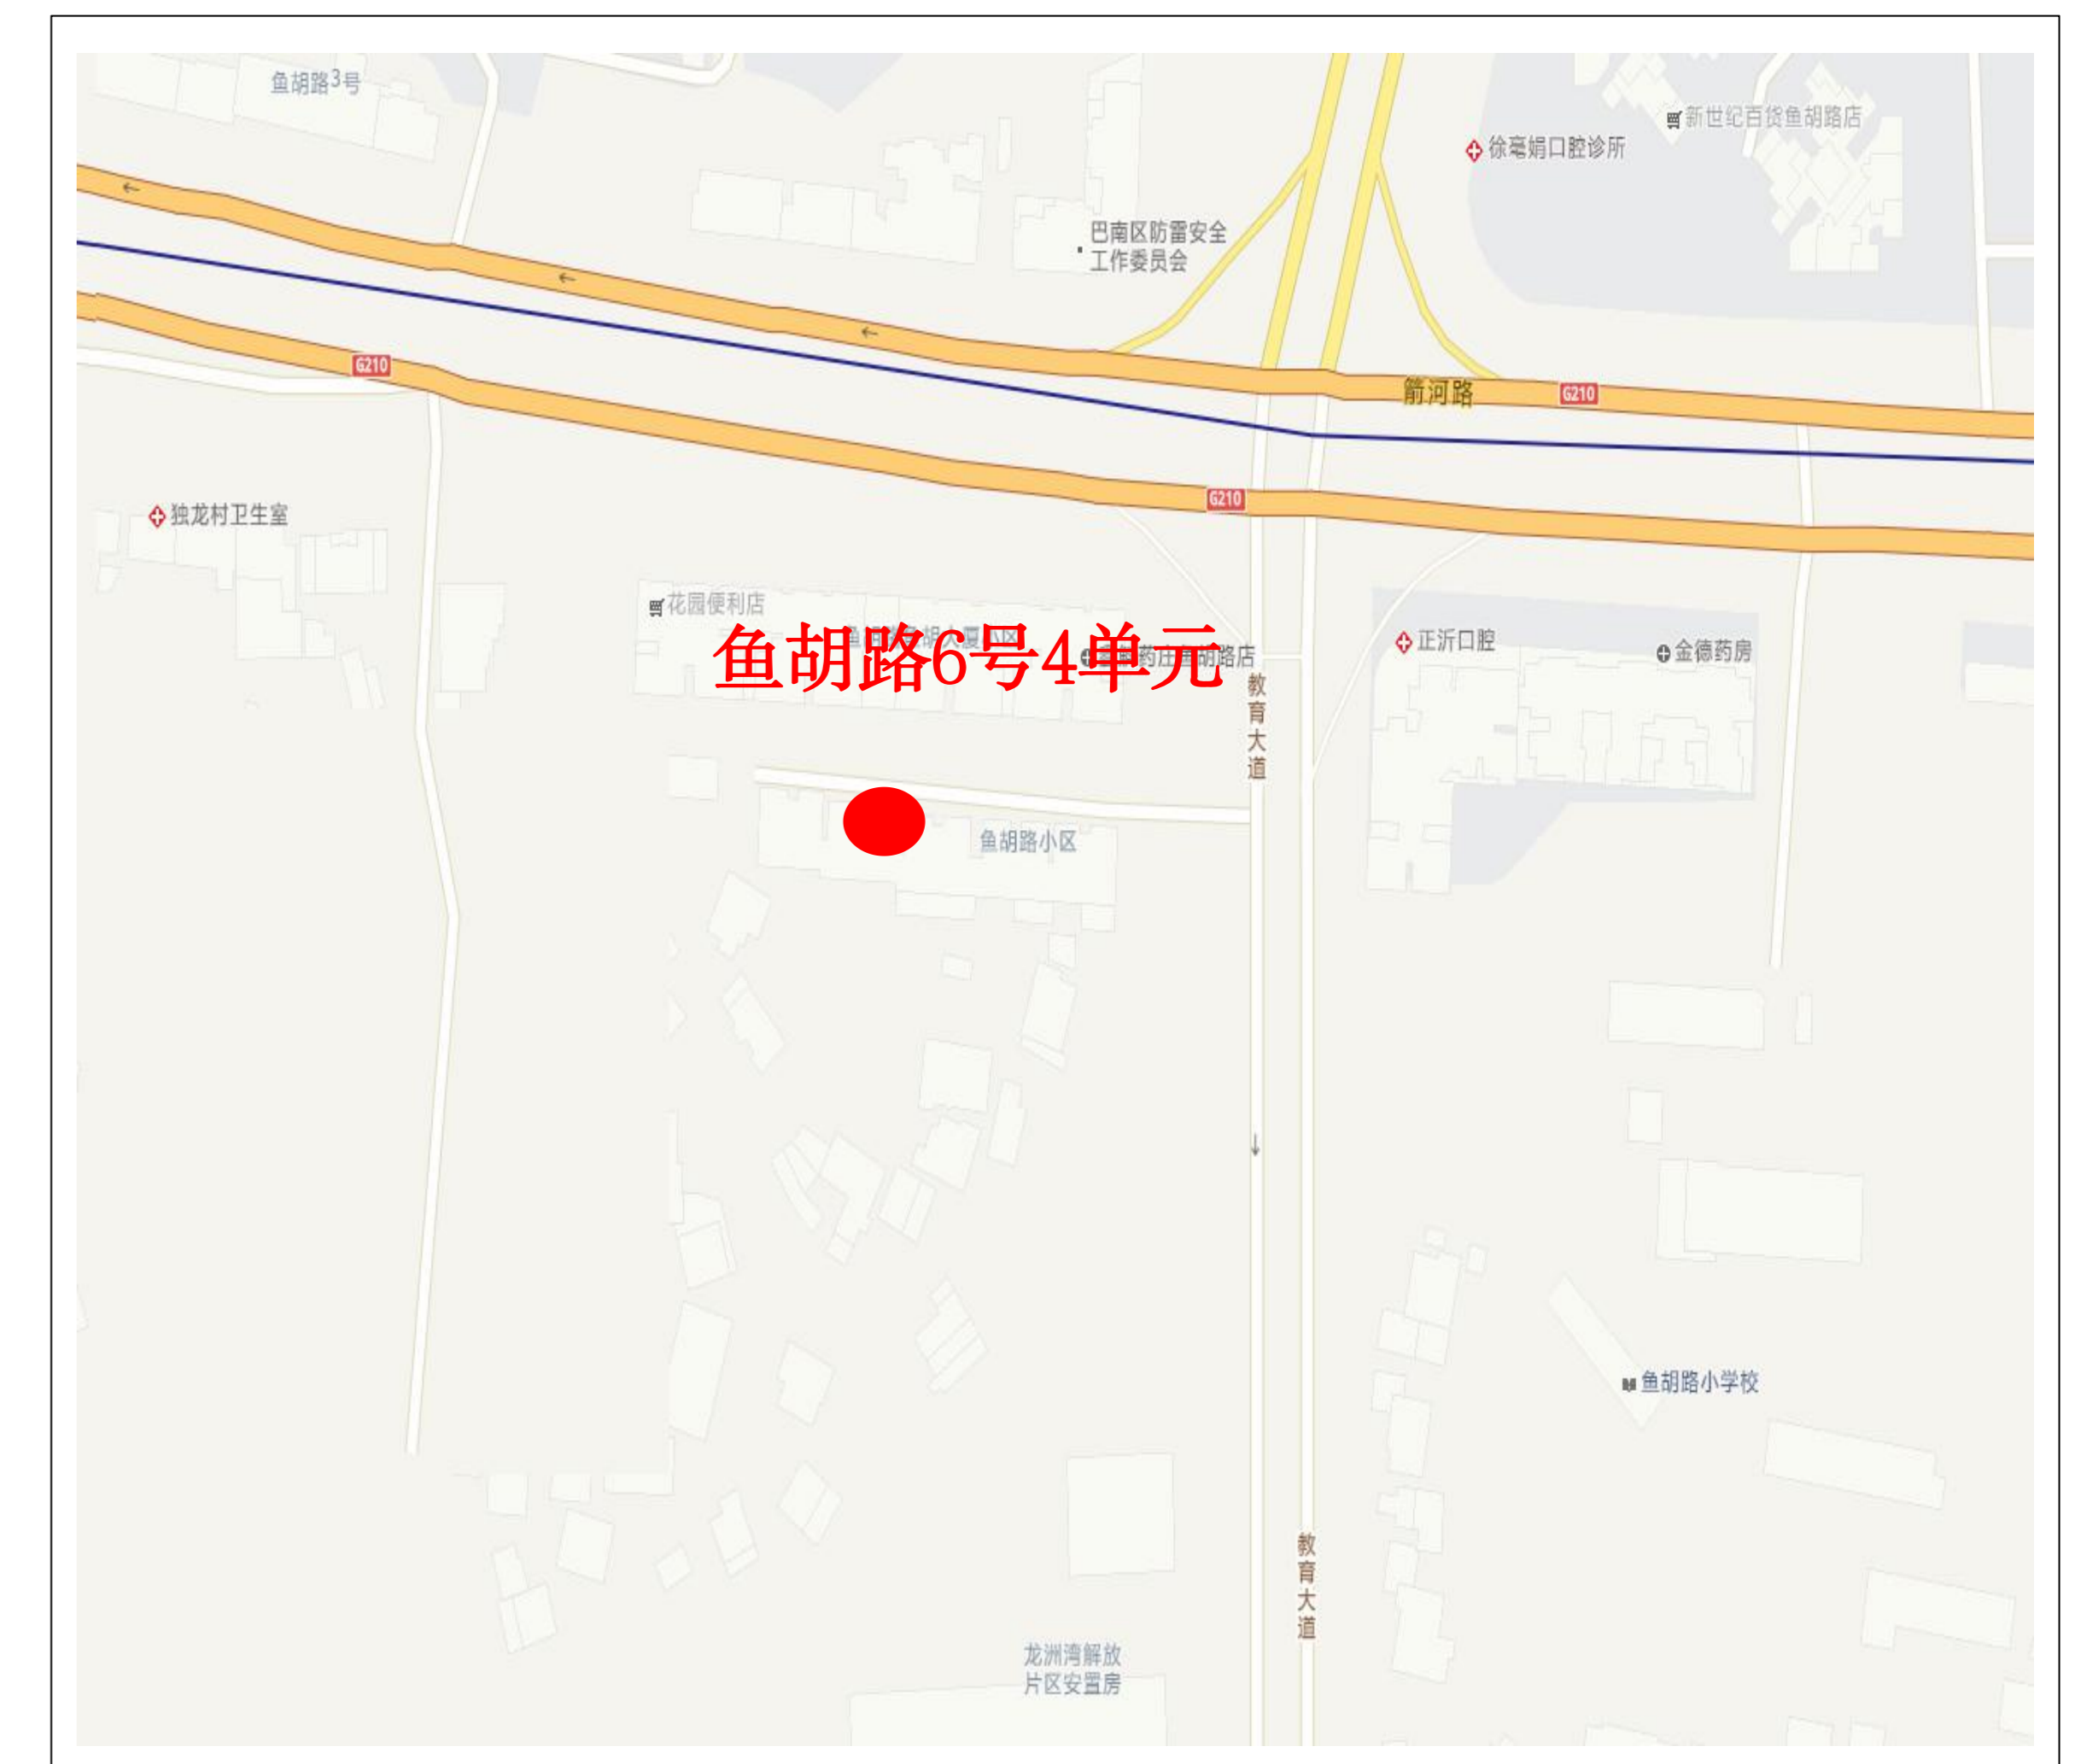 鱼胡路3号
新世纪百货鱼胡路店
徐毫娟口腔诊所
巴南区防雷安全
工作委员会
G210
箭河路
G210
G210
独龙村卫生室
花园便利店
鱼胡路6号4单元
正沂口腔
金德药房
教育大道
鱼胡路小区
鱼胡路小学校
教育大道
龙洲湾解放
片区安置房